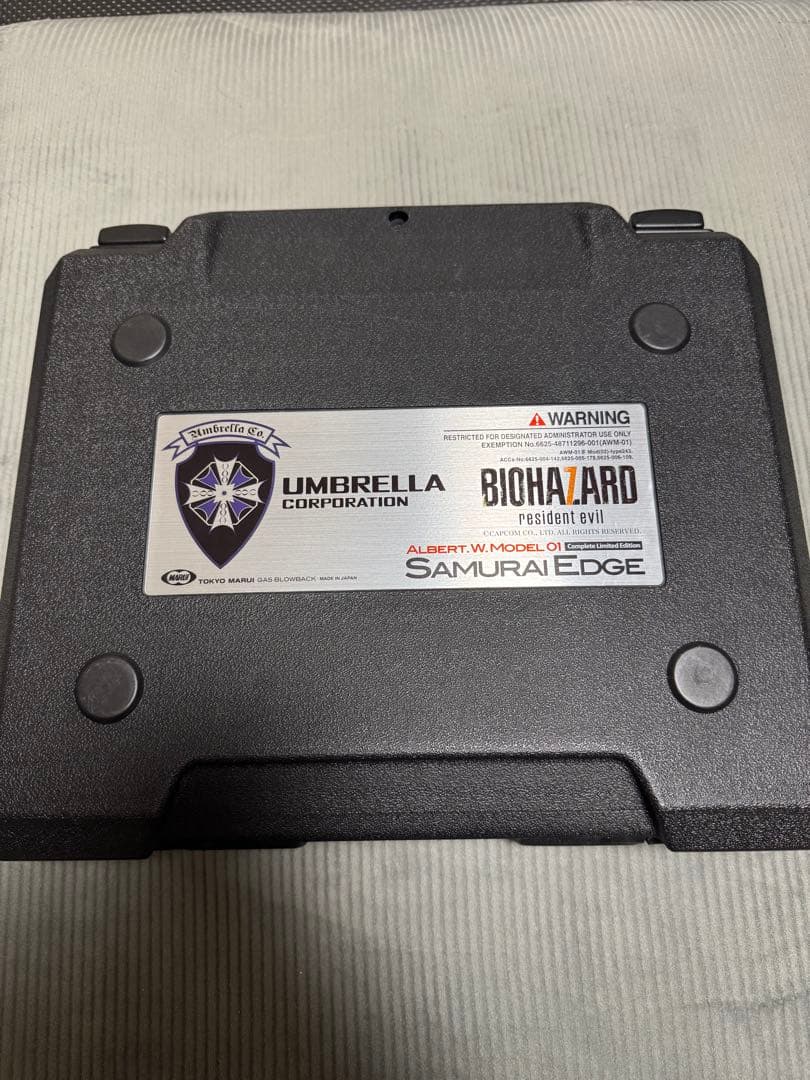 Umbrella Co.
UMBRELLA
CORPORATION
MARUI
TOKYO MARUI GAS BLOWBACK MADE IN JAPAN
⚠WARNING
RESTRICTED FOR DESIGNATED ADMINISTRATOR USE ONLY
EXEMPTION No.6625-48711296-001(AWM-01)
BIOHAZARD
resident evil
©CAPCOM CO., LTD. ALL RIGHTS RESERVED.
ALBERT.W.MODEL 01 Complete Limited Edition
SAMURAI EDGE